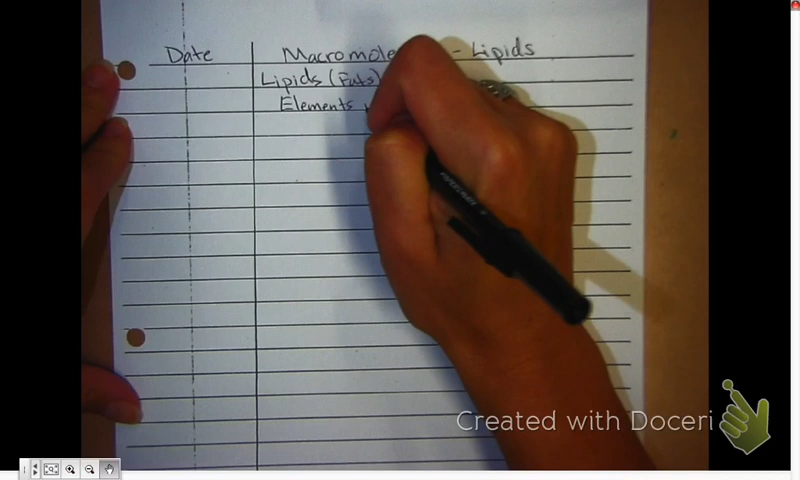 Date Macromole - Lipids
Lipids (Fats)
Elements
Created with Doceri